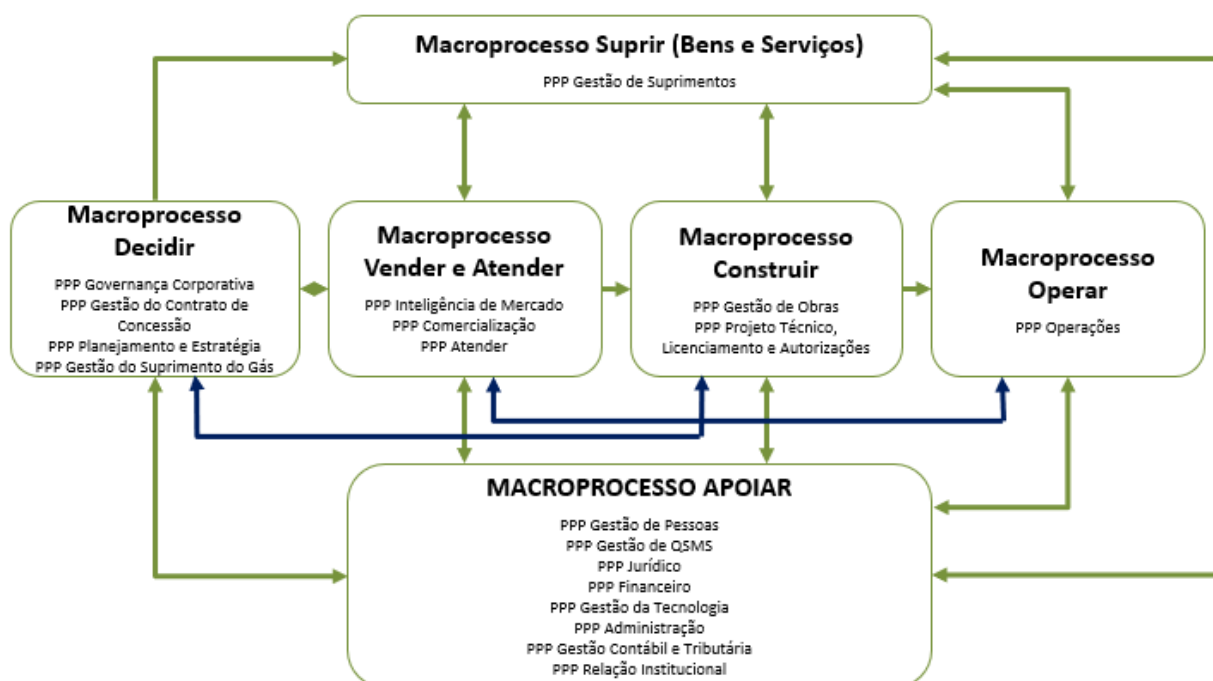 Macroprocesso Suprir (Bens e Serviços)
PPP Gestão de Suprimentos
Macroprocesso
Decidir
PPP Governança Corporativa
PPP Gestão do Contrato de
Concessão
PPP Planejamento e Estratégia
PPP Gestão do Suprimento do Gás
Macroprocesso
Vender e Atender
PPP Inteligência de Mercado
PPP Comercialização
PPP Atender
Macroprocesso
Construir
PPP Gestão de Obras
PPP Projeto Técnico,
Licenciamento e Autorizações
Macroprocesso
Operar
PPP Operações
MACROPROCESSO APOIAR
PPP Gestão de Pessoas
PPP Gestão de QSMS
PPP Jurídico
PPP Financeiro
PPP Gestão da Tecnologia
PPP Administração
PPP Gestão Contábil e Tributária
PPP Relação Institucional